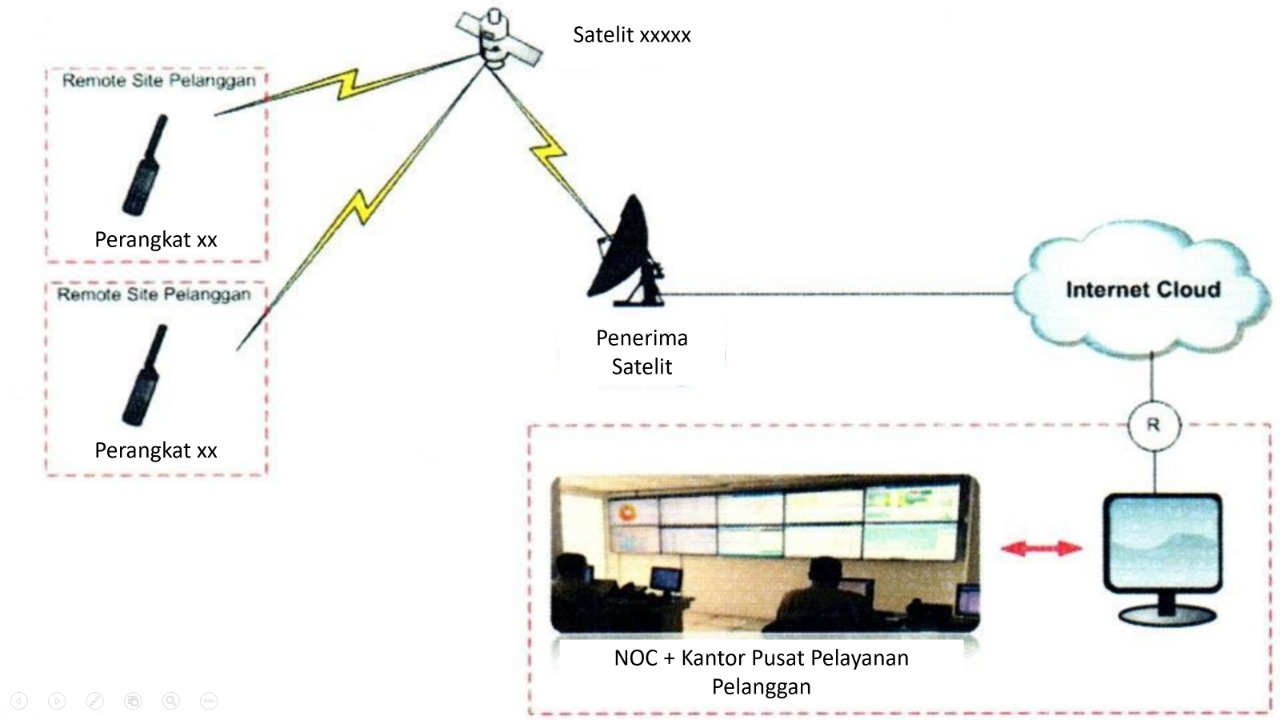 Satelit xxxxx
Remote Site Pelanggan
Perangkat xx
Remote Site Pelanggan
Perangkat xx
Penerima
Satelit
Internet Cloud
R
NOC + Kantor Pusat Pelayanan
Pelanggan